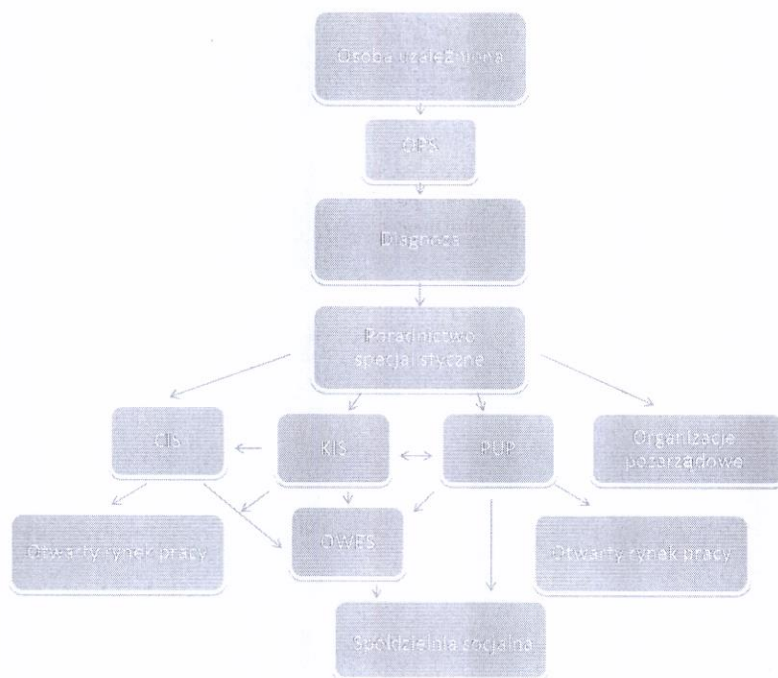 Osoba uzależniona
OPS
Diagnoza
Poradnictwo
specjalistyczne
CIS
KIS
PUP
Organizacje
pozarządowe
Otwarty rynek pracy
OWES
Otwarty rynek pracy
Spółdzielnia socjalna